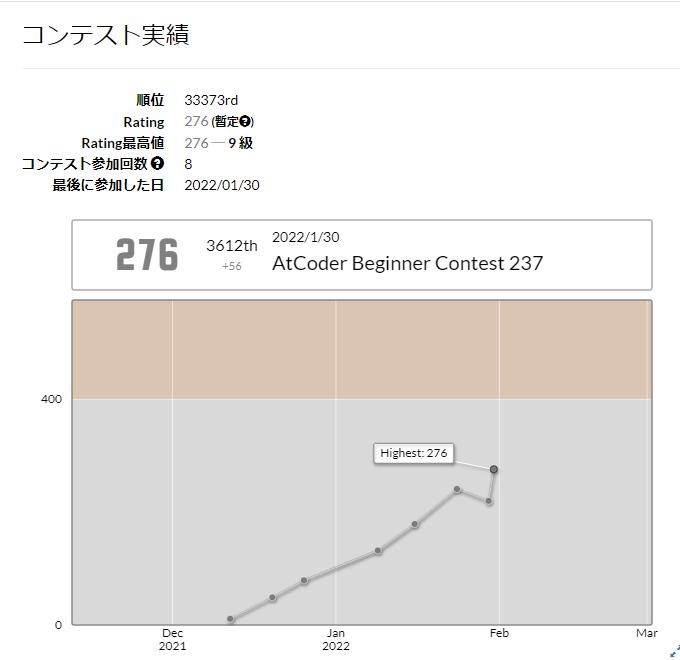 コンテスト実績
順位 33373rd
Rating 276 (暫定?)
Rating最高値 276 ― 9 級
コンテスト参加回数 ? 8
最後に参加した日 2022/01/30
276 3612th +56 2022/1/30 AtCoder Beginner Contest 237
400
Highest: 276
0
Dec 2021
Jan 2022
Feb
Mar